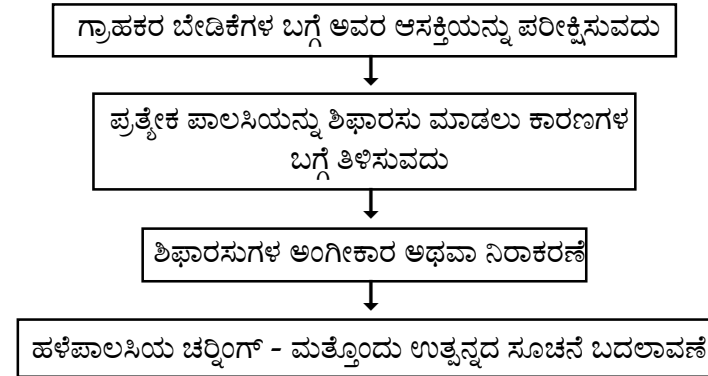 ಗ್ರಾಹಕರ ಬೇಡಿಕೆಗಳ ಬಗ್ಗೆ ಅವರ ಆಸಕ್ತಿಯನ್ನು ಪರೀಕ್ಷಿಸುವದು
ಪ್ರತ್ಯೇಕ ಪಾಲಸಿಯನ್ನು ಶಿಫಾರಸು ಮಾಡಲು ಕಾರಣಗಳ
ಬಗ್ಗೆ ತಿಳಿಸುವದು
ಶಿಫಾರಸುಗಳ ಅಂಗೀಕಾರ ಅಥವಾ ನಿರಾಕರಣೆ
ಹಳೆಪಾಲಸಿಯ ಚರ‍್ನಿಂಗ್ - ಮತ್ತೊಂದು ಉತ್ಪನ್ನದ ಸೂಚನೆ ಬದಲಾವಣೆ